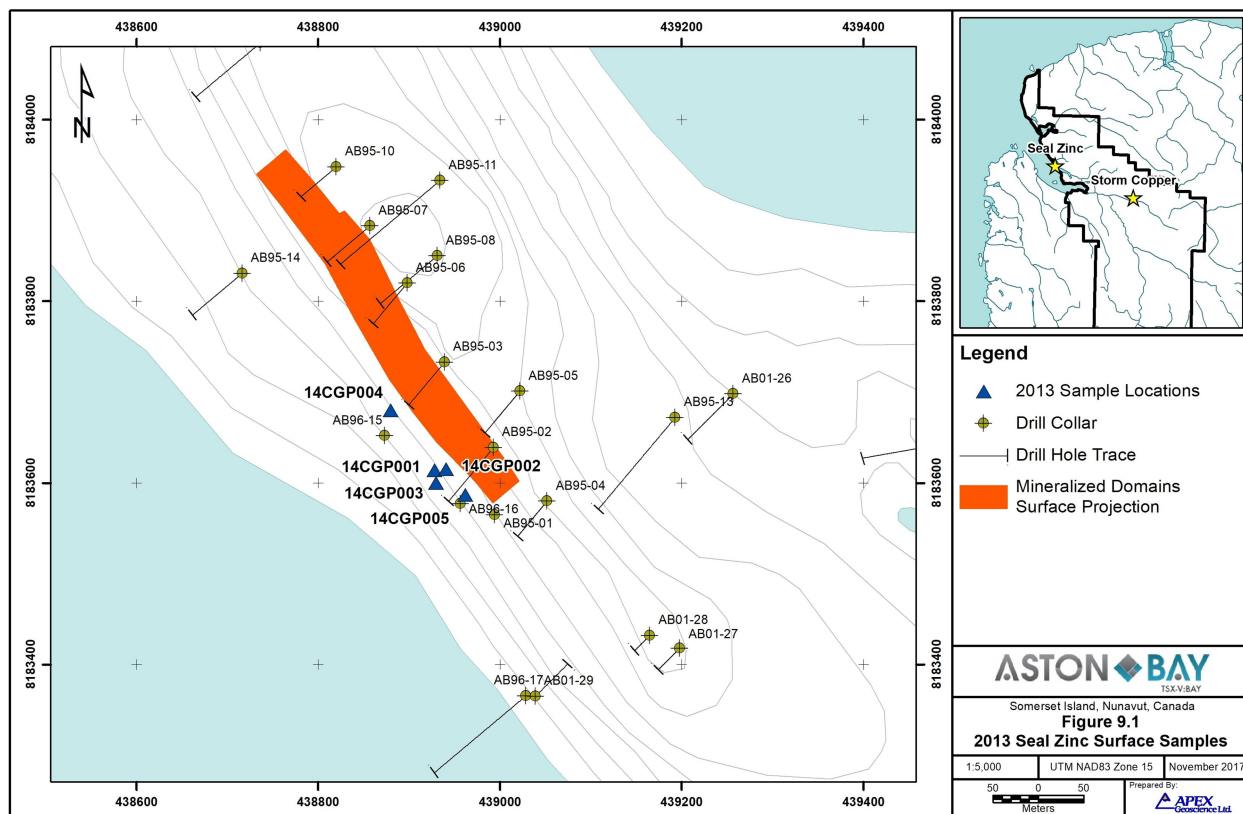 438600 438800 439000 439200 439400
8184000 8184000
8183800 8183800
8183600 8183600
8183400 8183400
438600 438800 439000 439200 439400
N
AB95-10
AB95-11
AB95-07
AB95-08
AB95-14
AB95-06
AB95-03
AB95-05
AB01-26
14CGP004
AB95-13
AB96-15
AB95-02
14CGP001
14CGP002
14CGP003
AB95-04
AB96-16
14CGP005
AB95-01
AB01-28
AB01-27
AB96-17
AB01-29
Seal Zinc
Storm Copper
Legend
2013 Sample Locations
Drill Collar
Drill Hole Trace
Mineralized Domains
Surface Projection
ASTON BAY
TSX-V:BAY
Somerset Island, Nunavut, Canada
Figure 9.1
2013 Seal Zinc Surface Samples
1:5,000 UTM NAD83 Zone 15 November 2017
50 0 50
Meters
Prepared By:
APEX
Geoscience Ltd.